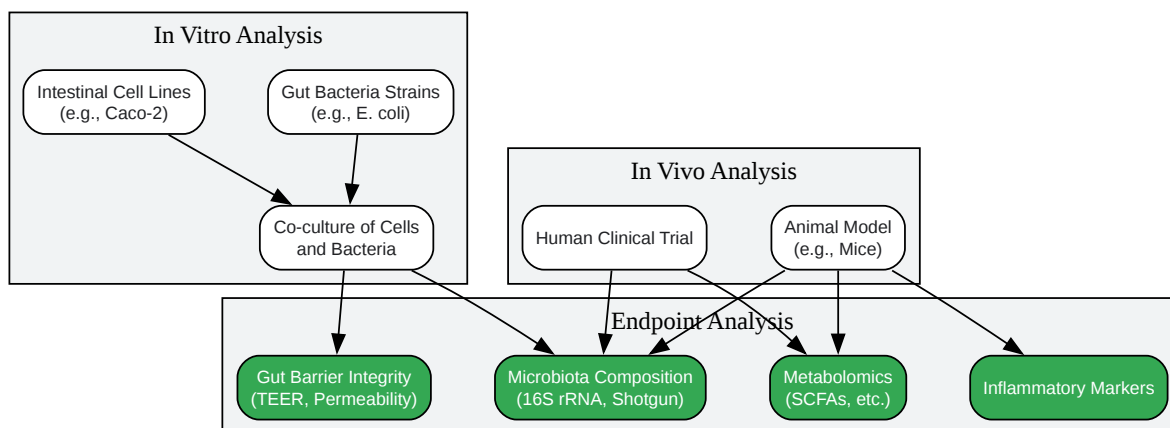 In Vitro Analysis
Intestinal Cell Lines
(e.g., Caco-2)
Gut Bacteria Strains
(e.g., E. coli)
Co-culture of Cells
and Bacteria
In Vivo Analysis
Human Clinical Trial
Animal Model
(e.g., Mice)
Endpoint Analysis
Gut Barrier Integrity
(TEER, Permeability)
Microbiota Composition
(16S rRNA, Shotgun)
Metabolomics
(SCFAs, etc.)
Inflammatory Markers